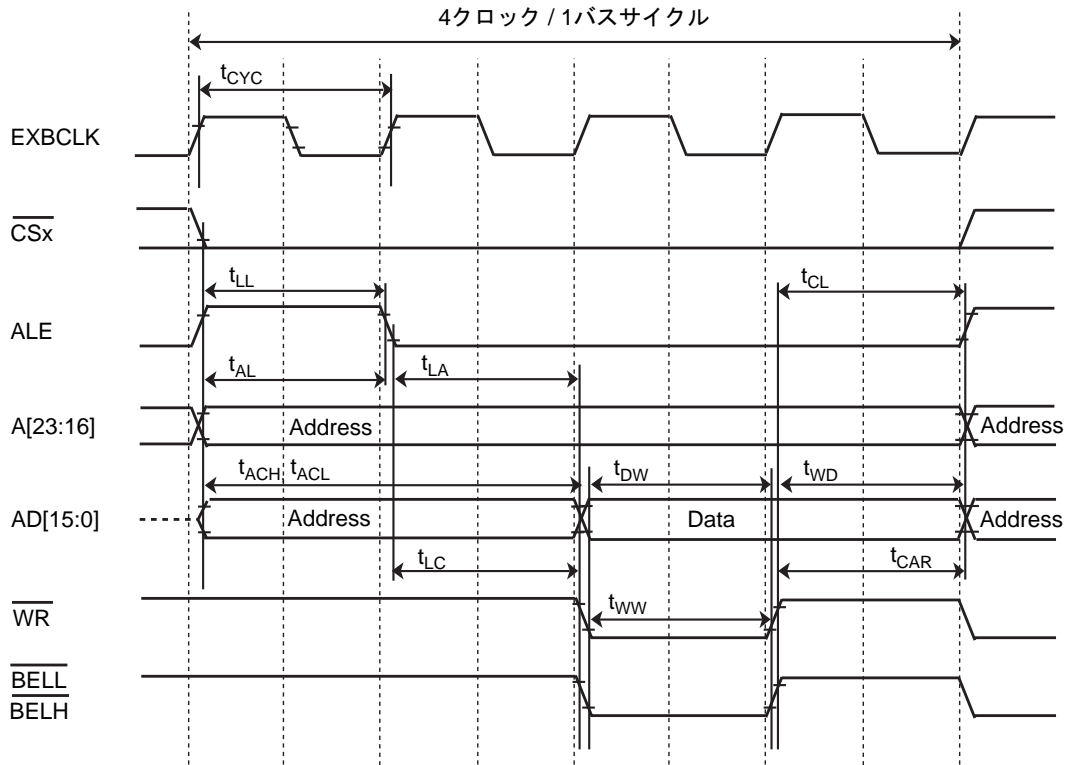 4クロック / 1バスサイクル
tCYC
EXBCLK
CSx
tLL
tCL
ALE
tAL
tLA
A[23:16]
Address
Address
tACH tACL
tDW
tWD
AD[15:0]
Address
Data
Address
tLC
tCAR
WR
tWW
BELL
BELH